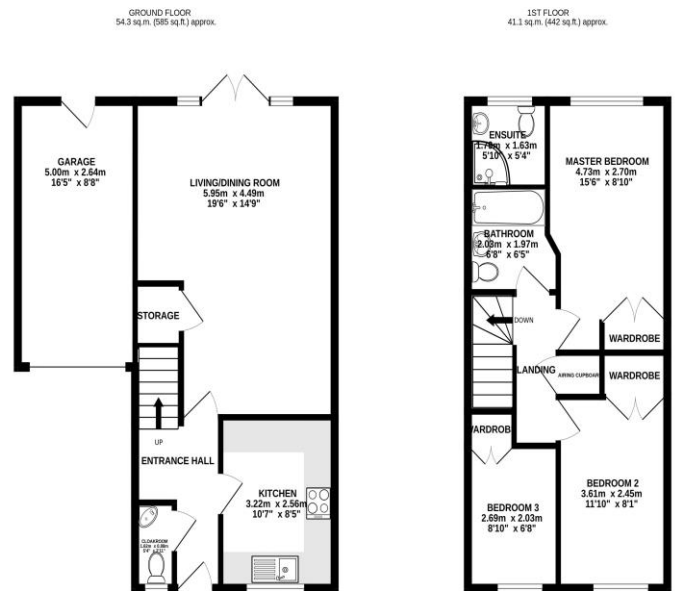 GROUND FLOOR
54.3 sq.m. (585 sq.ft.) approx.
1ST FLOOR
41.1 sq.m. (442 sq.ft.) approx.
GARAGE
5.00m x 2.64m
16'5" x 8'8"
LIVING/DINING ROOM
5.95m x 4.49m
19'6" x 14'9"
STORAGE
UP
ENTRANCE HALL
KITCHEN
3.22m x 2.56m
10'7" x 8'5"
CLOAKROOM
ENSUITE
x 1.63m
5'10" x 5'4"
MASTER BEDROOM
4.73m x 2.70m
15'6" x 8'10"
BATHROOM
2.03m x 1.97m
6'8" x 6'5"
DOWN
WARDROBE
LANDING
AIRING CUPBOARD
WARDROBE
WARDROBE
BEDROOM 2
3.61m x 2.45m
11'10" x 8'1"
BEDROOM 3
2.69m x 2.03m
8'10" x 6'8"